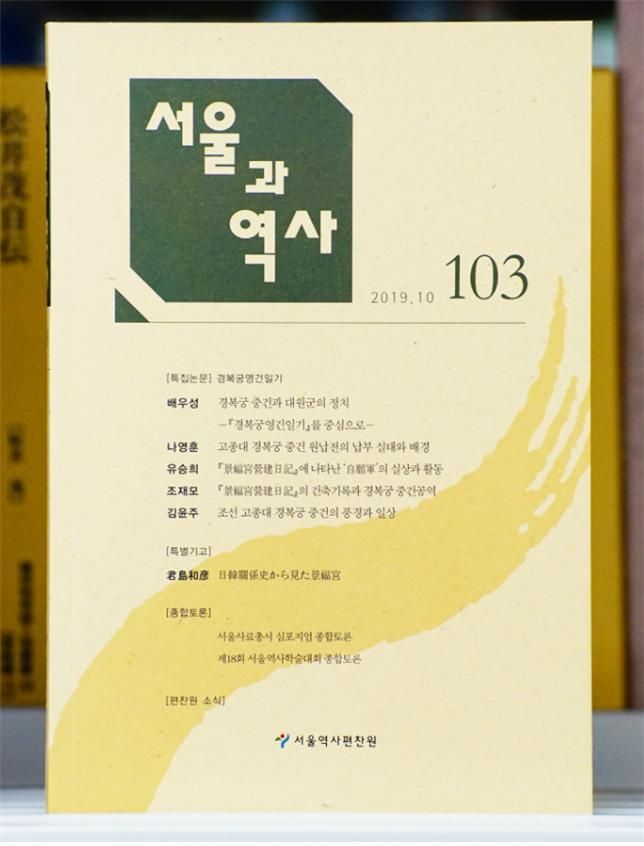 서울
과
역사
2019.10 103
[특집논문] 경복궁영건일기
배우성 경복궁 중건과 대원군의 정치
-『경복궁영건일기』를 중심으로-
나영훈 고종대 경복궁 중건 원납전의 납부 실태와 배경
유승희 『景福宮營建日記』에 나타난 '自願軍'의 실상과 활동
조재모 『景福宮營建日記』의 건축기록과 경복궁 중건공역
김윤주 조선 고종대 경복궁 중건의 풍경과 일상
[특별기고]
君島和彦 日韓關係史から見た景福宮
[종합토론]
서울사료총서 심포지엄 종합토론
제18회 서울역사학술대회 종합토론
[편찬원 소식]
서울역사편찬원
松井茂自伝